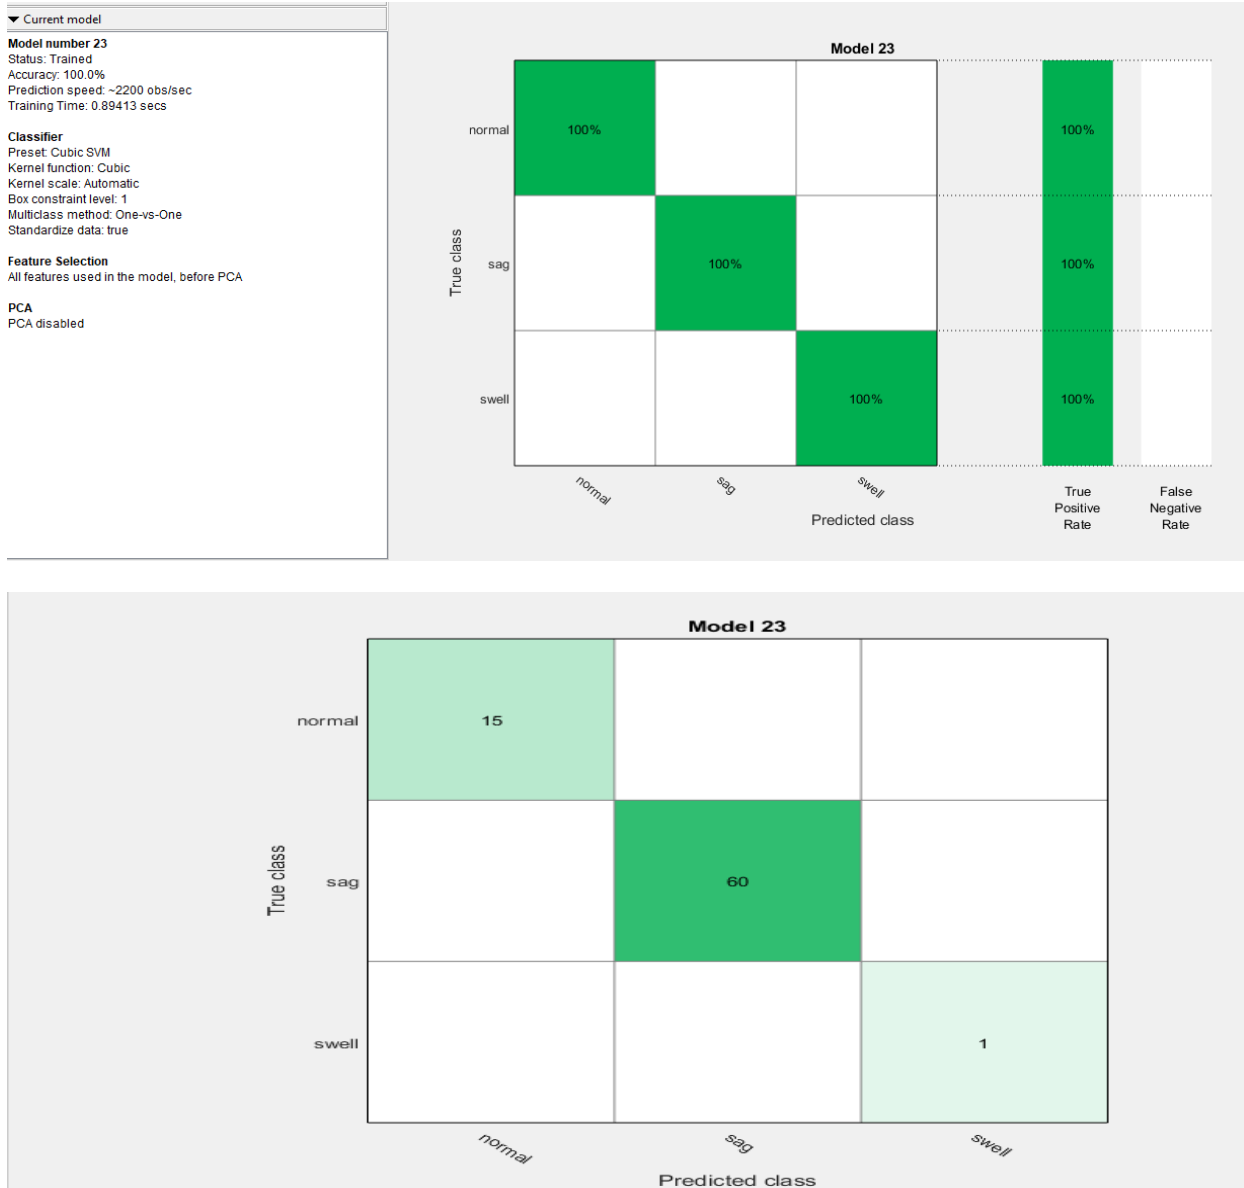 Current model
Model number 23
Status: Trained
Accuracy: 100.0%
Prediction speed: ~2200 obs/sec
Training Time: 0.89413 secs
Classifier
Preset: Cubic SVM
Kernel function: Cubic
Kernel scale: Automatic
Box constraint level: 1
Multiclass method: One-vs-One
Standardize data: true
Feature Selection
All features used in the model, before PCA
PCA
PCA disabled
Model 23
True class
normal
100%
100%
sag
100%
100%
swell
100%
100%
normal
sag
swell
Predicted class
True
Positive
Rate
False
Negative
Rate
Model 23
True class
normal
15
sag
60
swell
1
normal
sag
swell
Predicted class